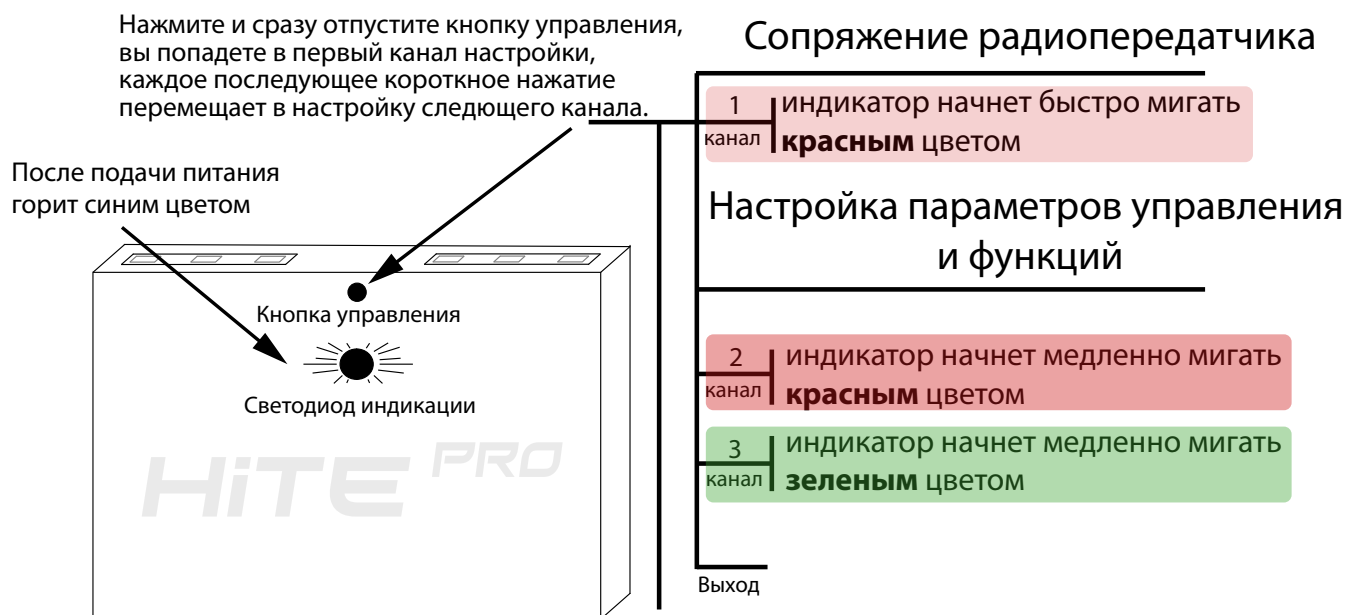 Нажмите и сразу отпустите кнопку управления,
вы попадете в первый канал настройки,
каждое последующее короткное нажатие
перемещает в настройку следющего канала.
После подачи питания
горит синим цветом
Кнопка управления
Светодиод индикации
HiTE PRO
Сопряжение радиопередатчика
1
канал
индикатор начнет быстро мигать
красным цветом
Настройка параметров управления
и функций
2
канал
индикатор начнет медленно мигать
красным цветом
3
канал
индикатор начнет медленно мигать
зеленым цветом
Выход